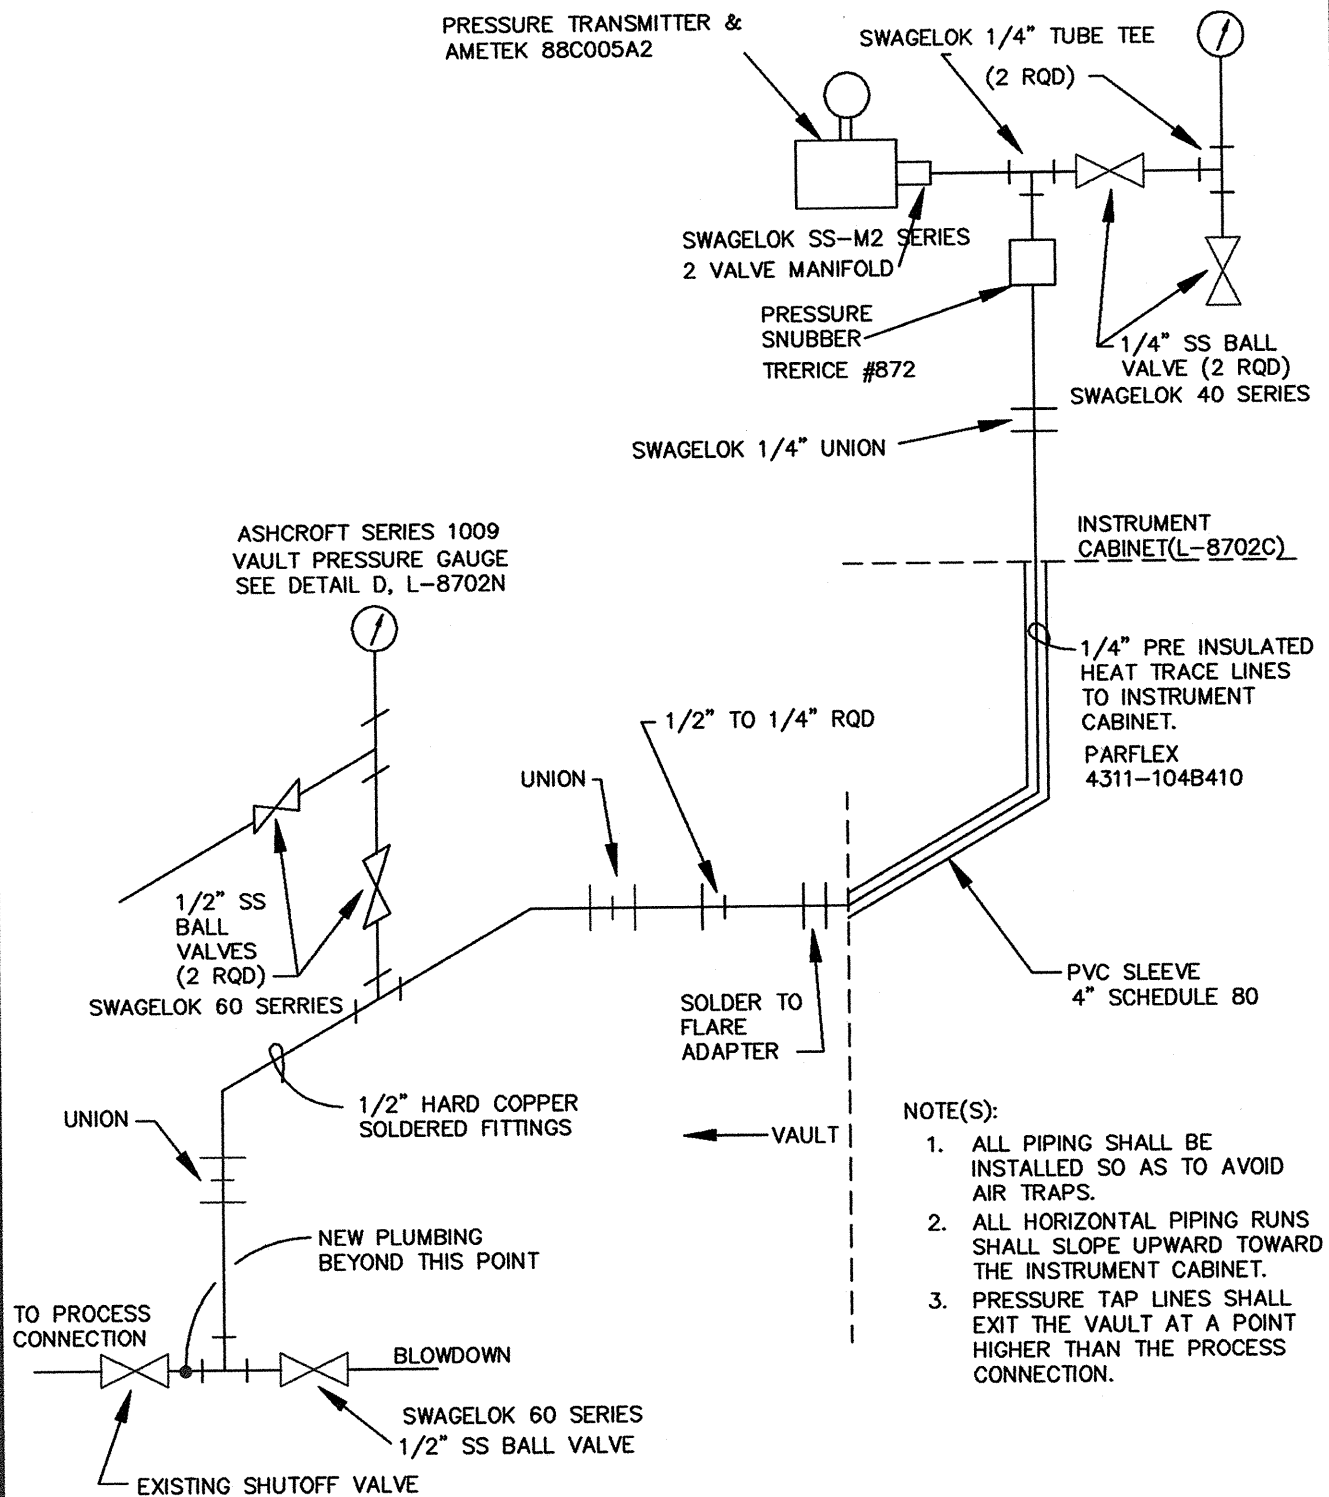 PRESSURE TRANSMITTER &
AMETEK 88C005A2
SWAGELOK 1/4" TUBE TEE
(2 RQD)
SWAGELOK SS-M2 SERIES
2 VALVE MANIFOLD
PRESSURE
SNUBBER
TRERICE #872
1/4" SS BALL
VALVE (2 RQD)
SWAGELOK 40 SERIES
SWAGELOK 1/4" UNION
INSTRUMENT
CABINET(L-8702C)
ASHCROFT SERIES 1009
VAULT PRESSURE GAUGE
SEE DETAIL D, L-8702N
1/4" PRE INSULATED
HEAT TRACE LINES
TO INSTRUMENT
CABINET.
PARFLEX
4311-104B410
1/2" TO 1/4" RQD
UNION
1/2" SS
BALL
VALVES
(2 RQD)
SWAGELOK 60 SERRIES
PVC SLEEVE
4" SCHEDULE 80
SOLDER TO
FLARE
ADAPTER
1/2" HARD COPPER
SOLDERED FITTINGS
UNION
VAULT
NOTE(S):
1. ALL PIPING SHALL BE
INSTALLED SO AS TO AVOID
AIR TRAPS.
2. ALL HORIZONTAL PIPING RUNS
SHALL SLOPE UPWARD TOWARD
THE INSTRUMENT CABINET.
3. PRESSURE TAP LINES SHALL
EXIT THE VAULT AT A POINT
HIGHER THAN THE PROCESS
CONNECTION.
NEW PLUMBING
BEYOND THIS POINT
TO PROCESS
CONNECTION
BLOWDOWN
SWAGELOK 60 SERIES
1/2" SS BALL VALVE
EXISTING SHUTOFF VALVE